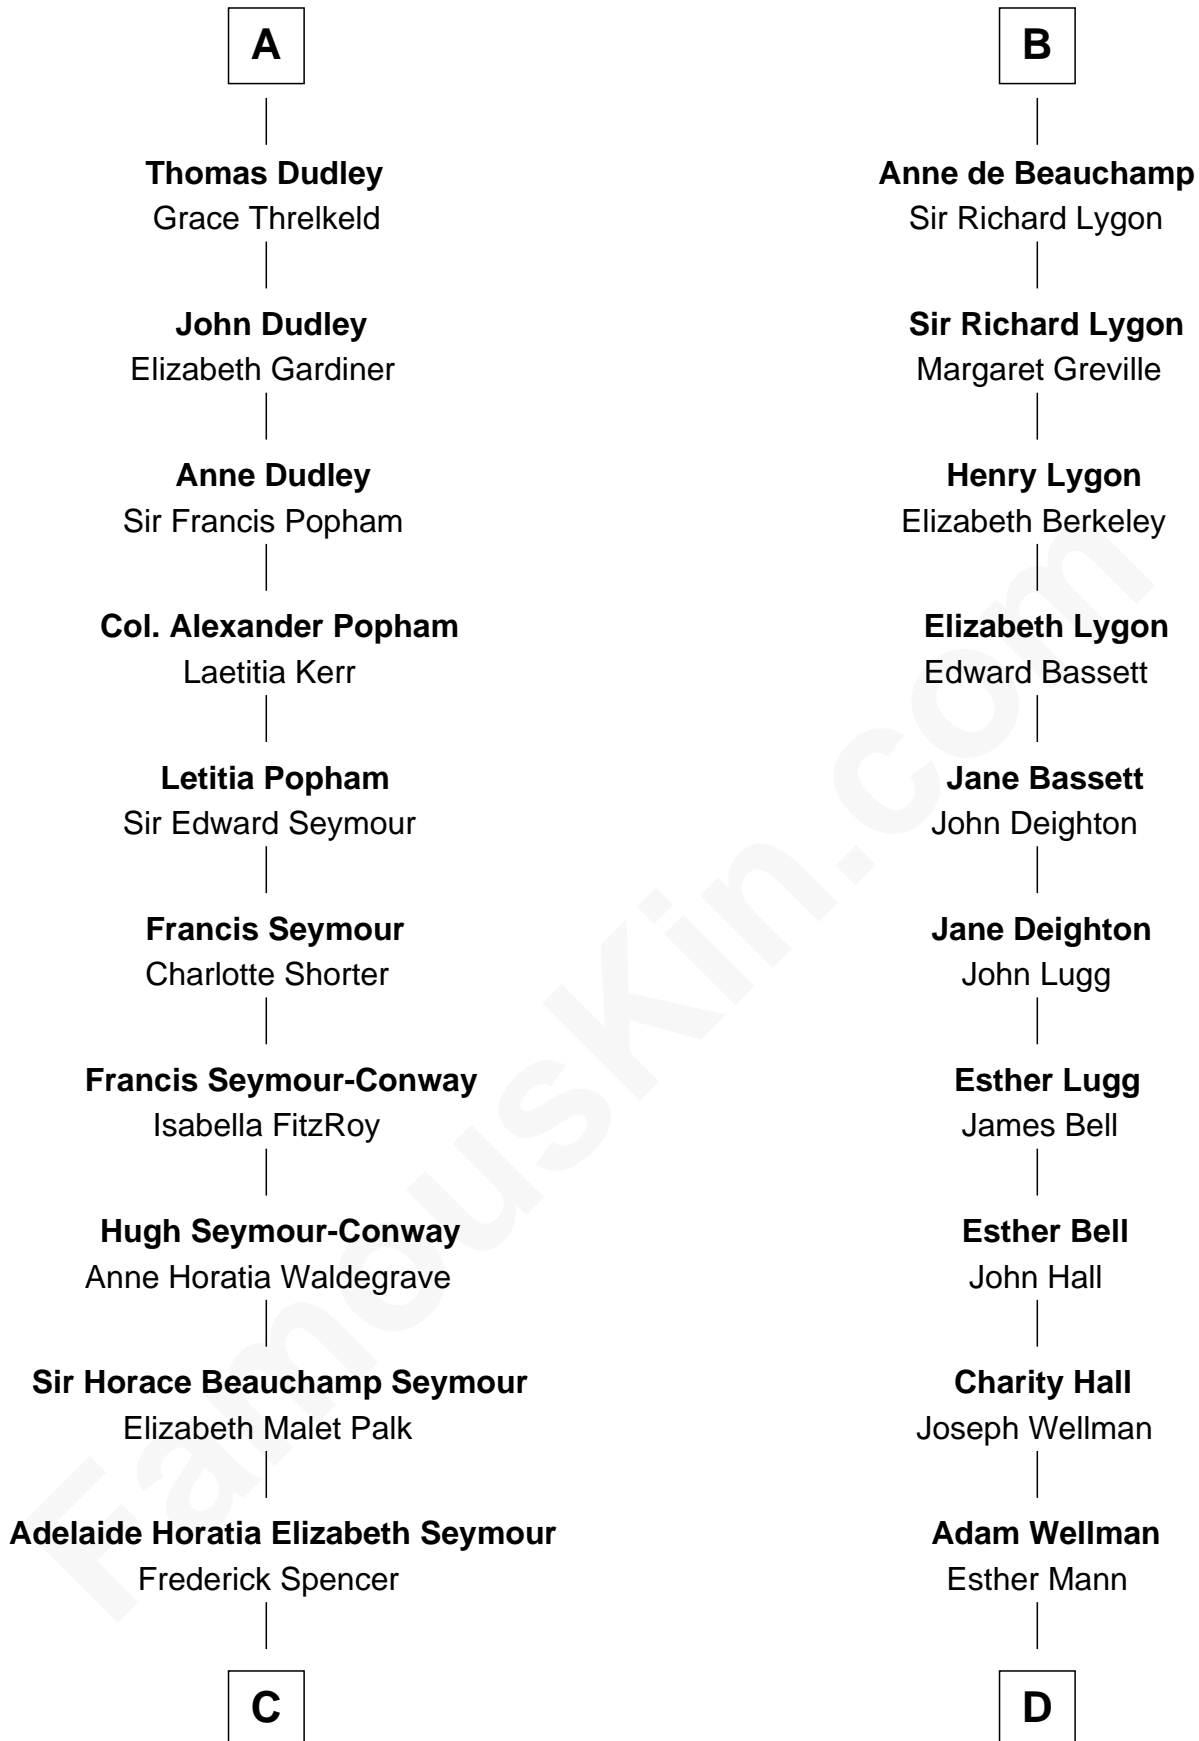 A
Thomas Dudley
Grace Threlkeld
John Dudley
Elizabeth Gardiner
Anne Dudley
Sir Francis Popham
Col. Alexander Popham
Laetitia Kerr
Letitia Popham
Sir Edward Seymour
Francis Seymour
Charlotte Shorter
Francis Seymour-Conway
Isabella FitzRoy
Hugh Seymour-Conway
Anne Horatia Waldegrave
Sir Horace Beauchamp Seymour
Elizabeth Malet Palk
Adelaide Horatia Elizabeth Seymour
Frederick Spencer
C
B
Anne de Beauchamp
Sir Richard Lygon
Sir Richard Lygon
Margaret Greville
Henry Lygon
Elizabeth Berkeley
Elizabeth Lygon
Edward Bassett
Jane Bassett
John Deighton
Jane Deighton
John Lugg
Esther Lugg
James Bell
Esther Bell
John Hall
Charity Hall
Joseph Wellman
Adam Wellman
Esther Mann
D
FamousKin.com